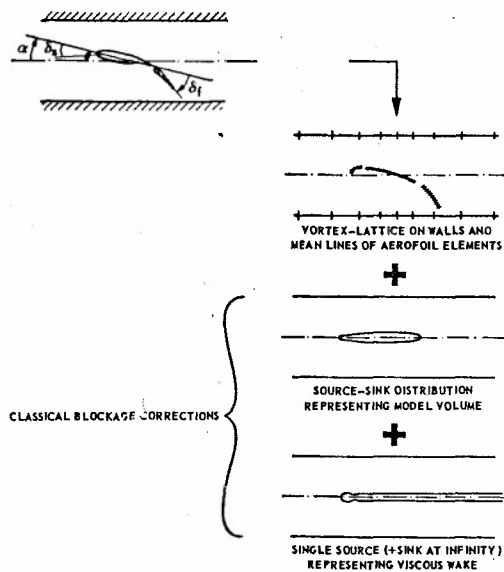 α δs
δf
VORTEX-LATTICE ON WALLS AND
MEAN LINES OF AEROFOIL ELEMENTS
+
SOURCE-SINK DISTRIBUTION
REPRESENTING MODEL VOLUME
CLASSICAL BLOCKAGE CORRECTIONS
+
SINGLE SOURCE (+SINK AT INFINITY)
REPRESENTING VISCOUS WAKE